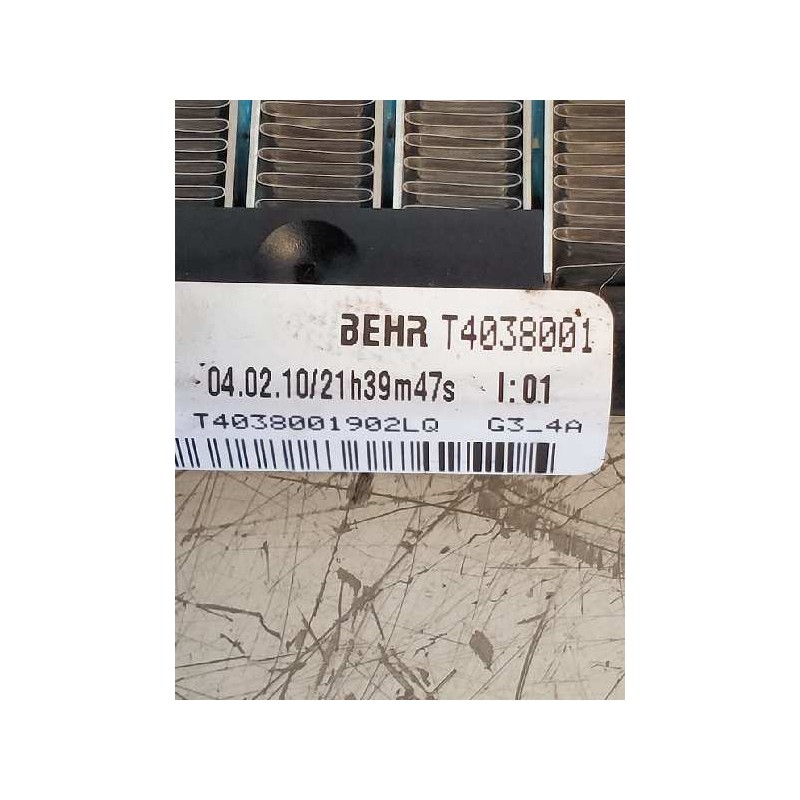 BEHR T4038001
04.02.10/21h39m47s I:01
T4038001902LQ G3_4A